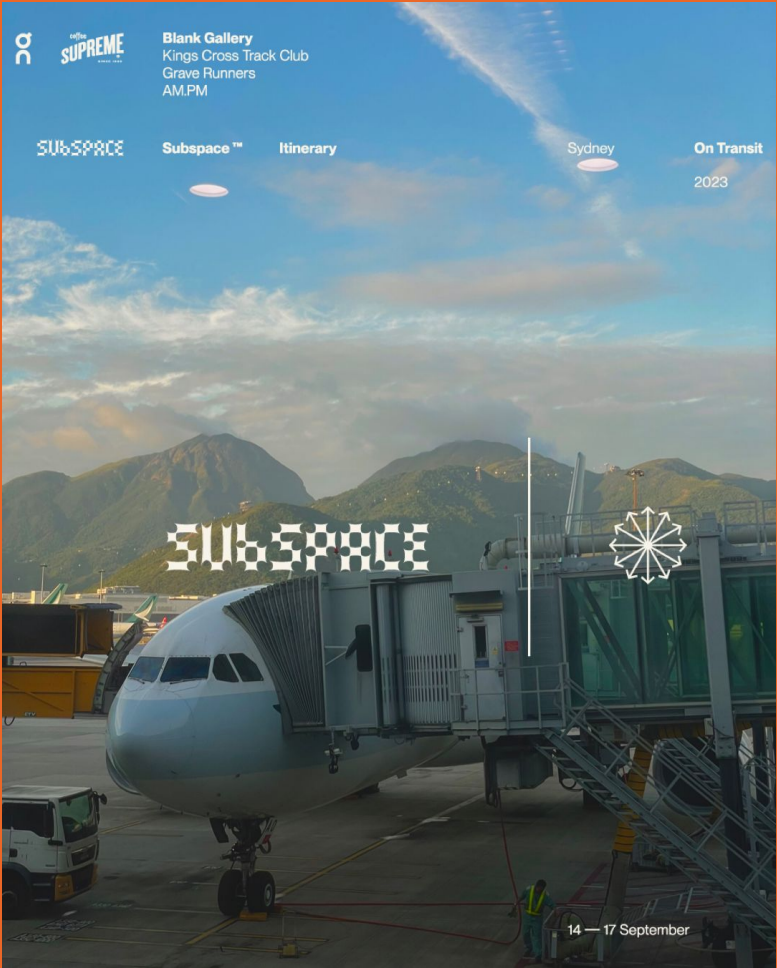 on
coffee
SUPREME
SINCE 1993
Blank Gallery
Kings Cross Track Club
Grave Runners
AM.PM
SUbSPACE
Subspace ™
Itinerary
Sydney
On Transit
2023
SUbSPACE
14 — 17 September